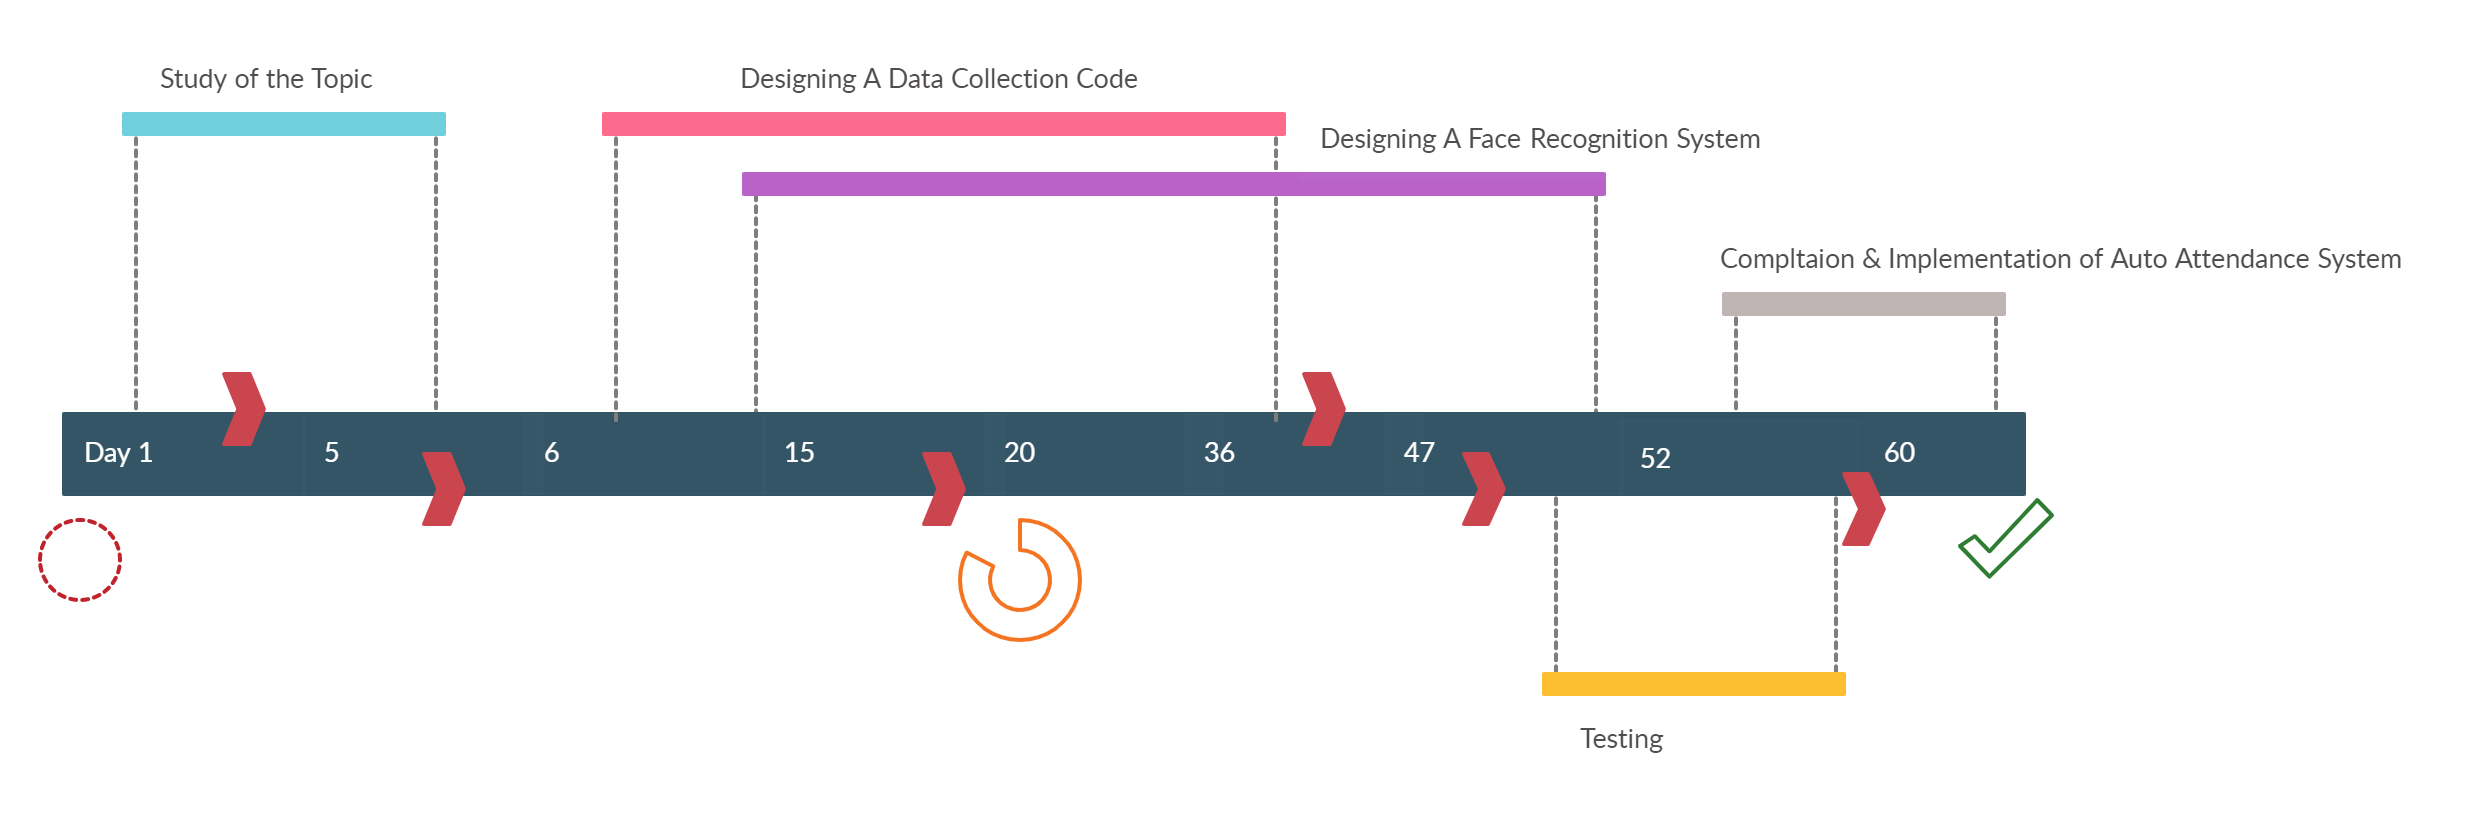 Study of the Topic
Designing A Data Collection Code
Designing A Face Recognition System
Compltaion & Implementation of Auto Attendance System
Day 1
5
6
15
20
36
47
52
60
Testing